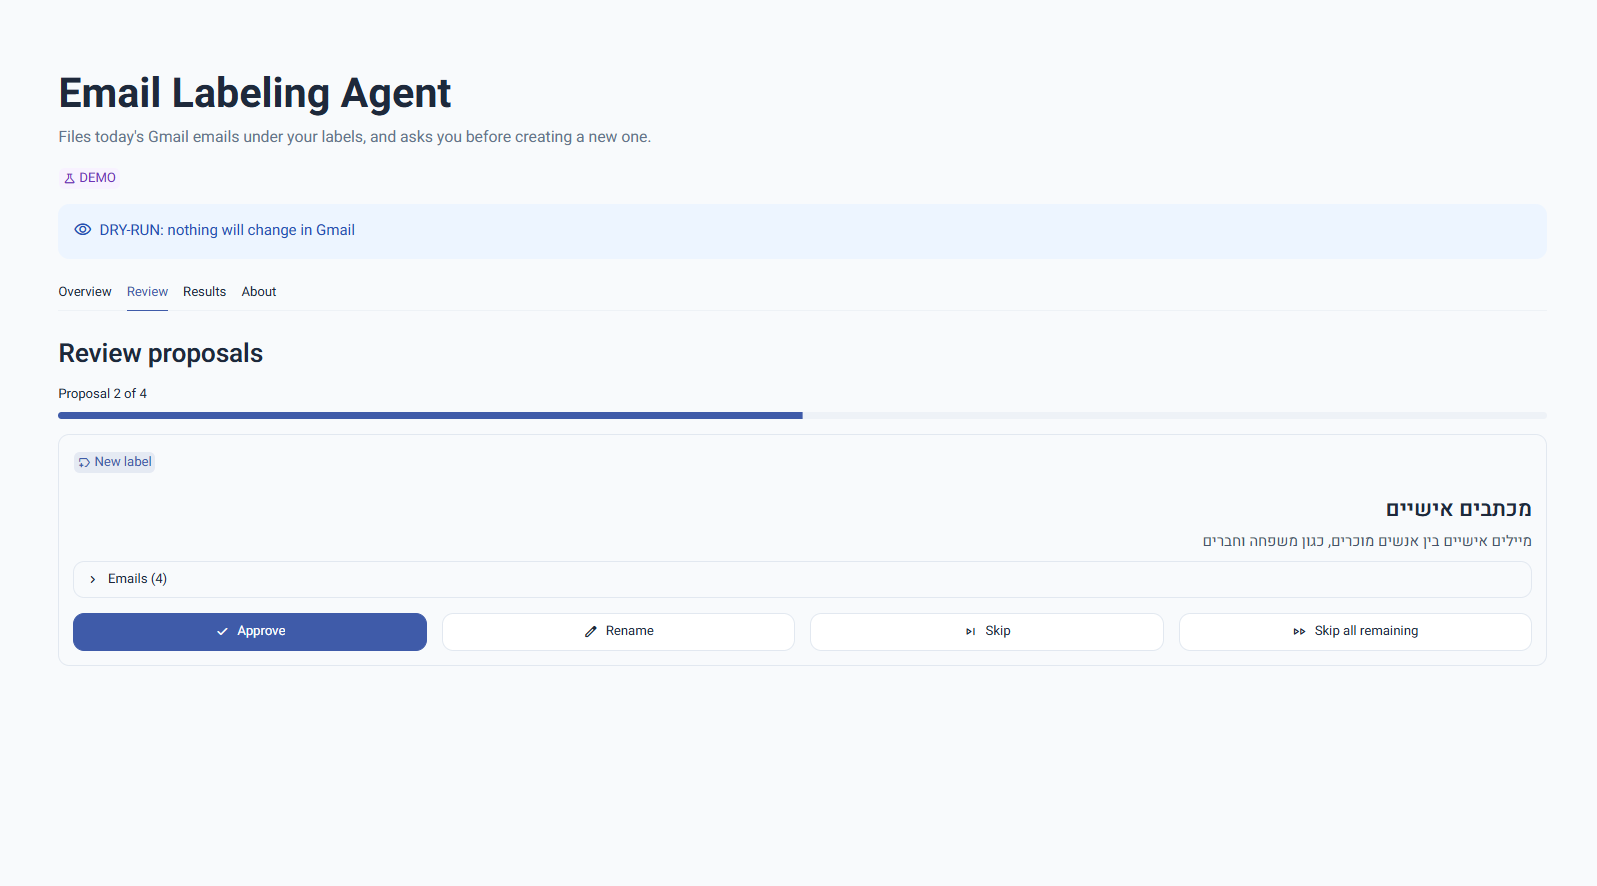 Email Labeling Agent
Files today's Gmail emails under your labels, and asks you before creating a new one.
DEMO
DRY-RUN: nothing will change in Gmail
Overview Review Results About
Review proposals
Proposal 2 of 4
New label
מכתבים אישיים
מיילים אישיים בין אנשים מוכרים, כגון משפחה וחברים
Emails (4)
Approve Rename Skip Skip all remaining